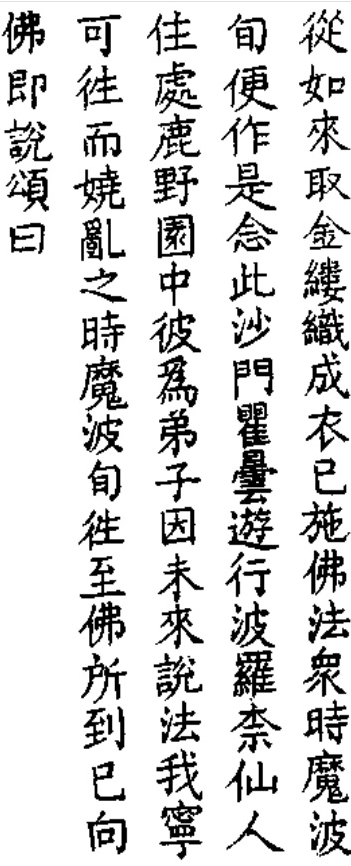 從如來取金縷織成衣已施佛法衆時魔波
旬便作是念此沙門瞿曇遊行波羅柰仙人
住處鹿野園中彼爲弟子因未來說法我寧
可往而嬈亂之時魔波旬往至佛所到已向
佛即說頌曰